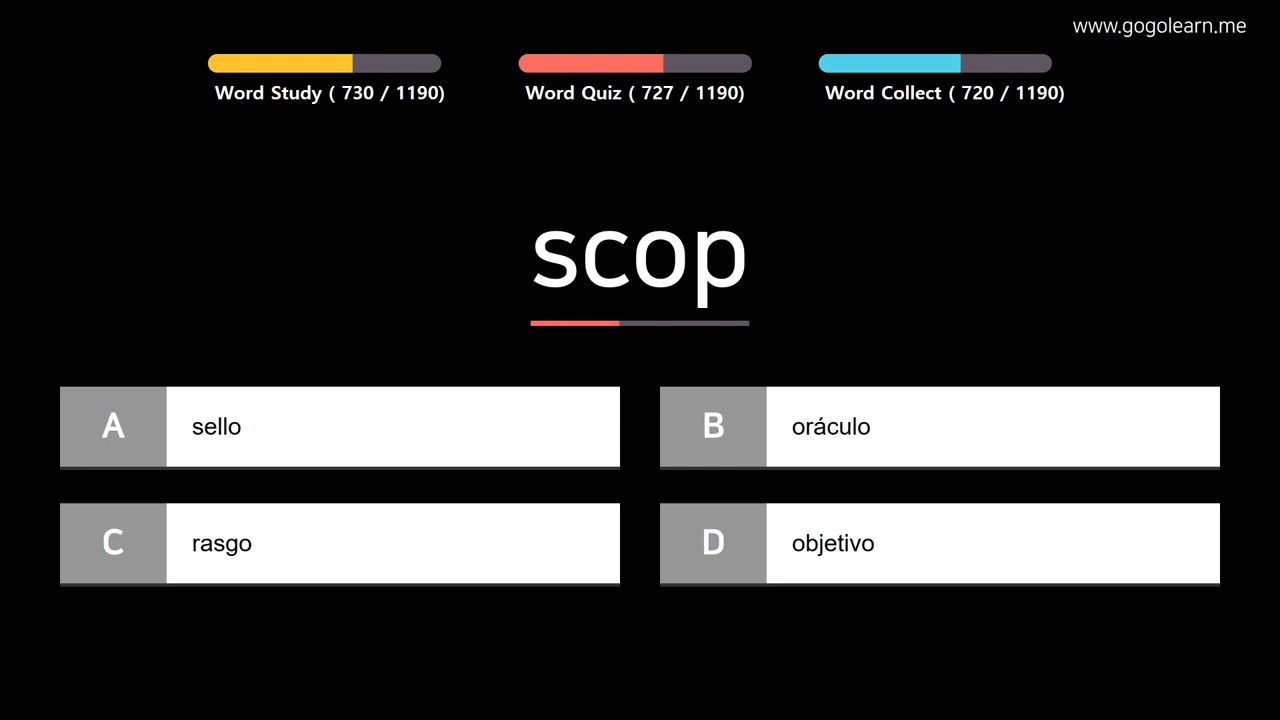 www.gogolearn.me
Word Study ( 730 / 1190)
Word Quiz ( 727 / 1190)
Word Collect ( 720 / 1190)
scop
A sello
B oráculo
C rasgo
D objetivo